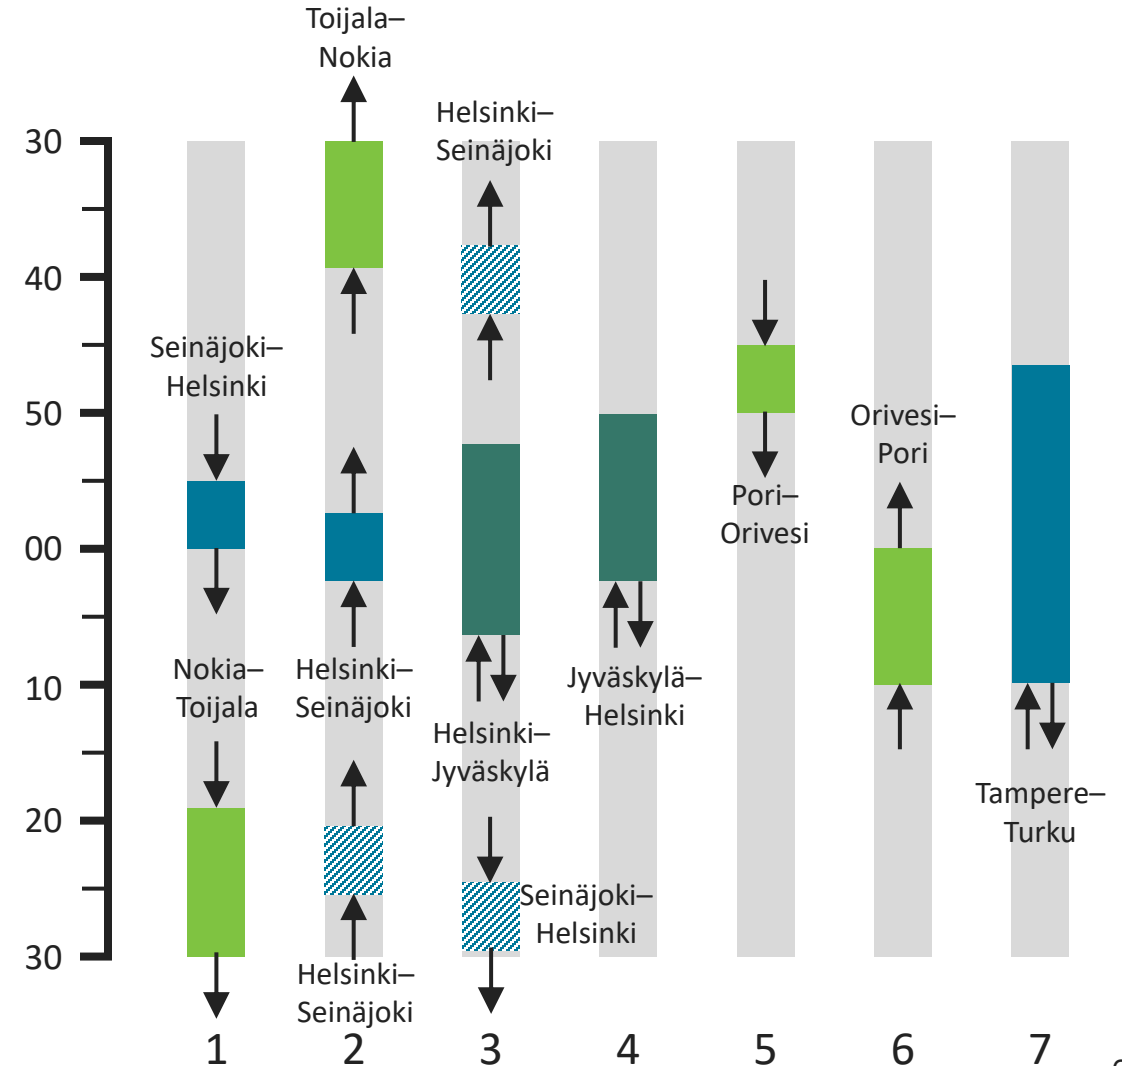 Toijala–
Nokia
Helsinki–
Seinäjoki
30
40
Seinäjoki–
Helsinki
50
Orivesi–
Pori
Pori–
Orivesi
00
Nokia–
Toijala
Helsinki–
Seinäjoki
Jyväskylä–
Helsinki
10
Helsinki–
Jyväskylä
Tampere–
Turku
20
Seinäjoki–
Helsinki
30
Helsinki–
Seinäjoki
1 2 3 4 5 6 7